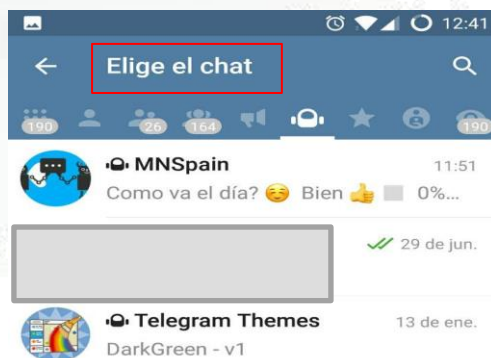 12:41
Elige el chat
190 26 164 190
MNSpain 11:51
Como va el día? 😊 Bien 👍 0%...
29 de jun.
Telegram Themes 13 de ene.
DarkGreen - v1